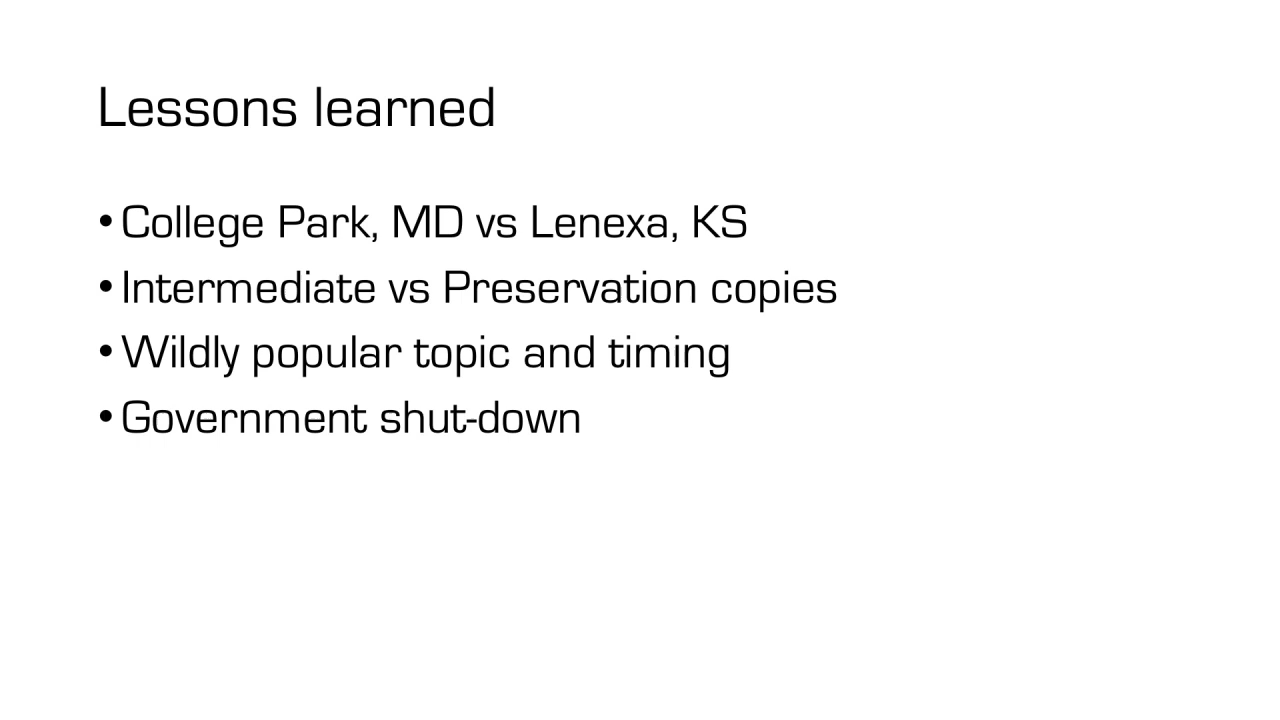 Lessons learned
• College Park, MD vs Lenexa, KS
• Intermediate vs Preservation copies
• Wildly popular topic and timing
• Government shut-down